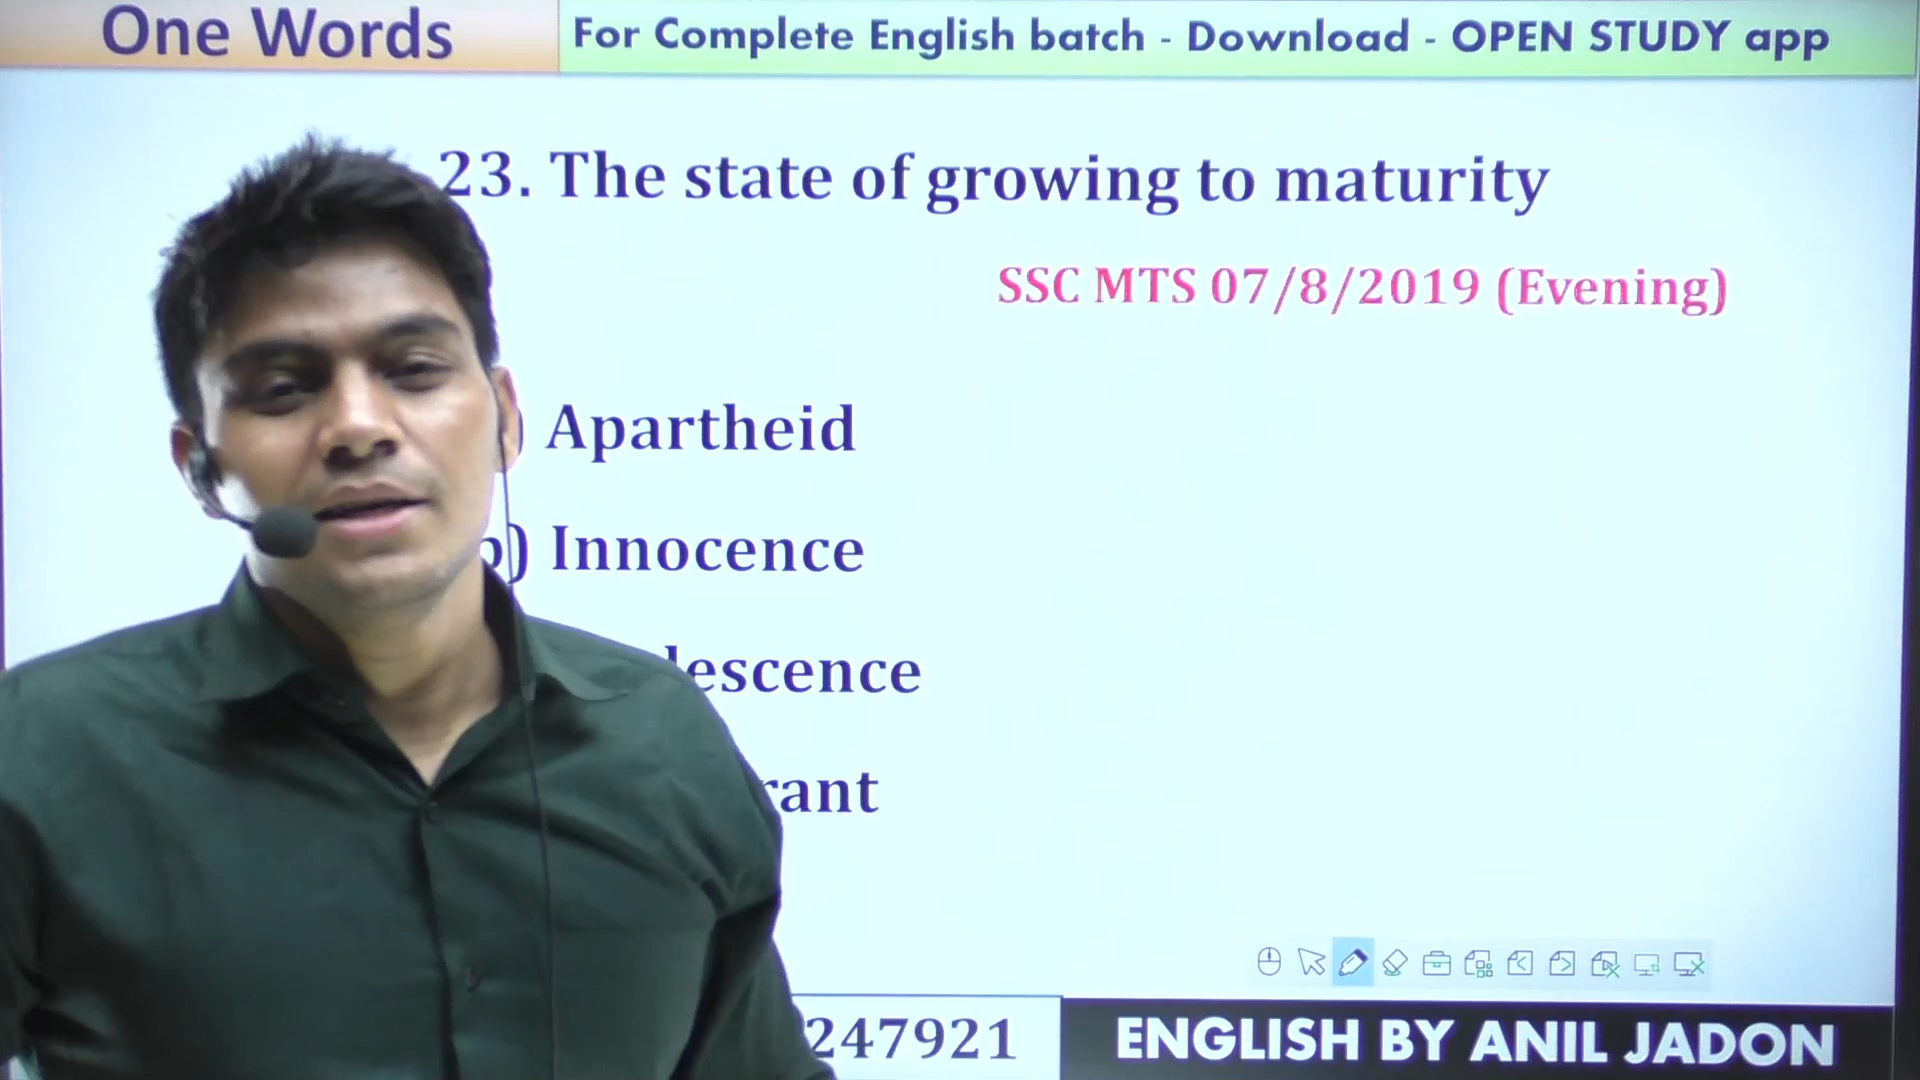 One Words
For Complete English batch - Download - OPEN STUDY app
23. The state of growing to maturity
SSC MTS 07/8/2019 (Evening)
) Apartheid
b) Innocence
lescence
rant
247921
ENGLISH BY ANIL JADON